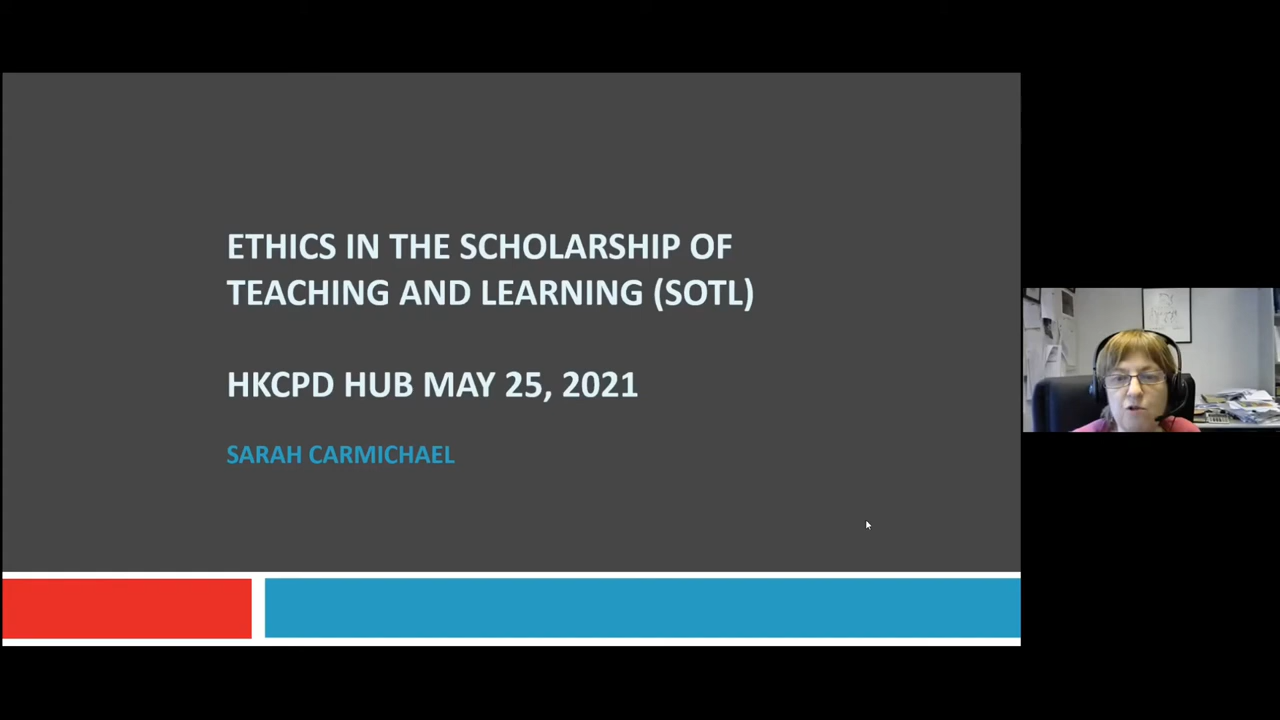 ETHICS IN THE SCHOLARSHIP OF
TEACHING AND LEARNING (SOTL)
HKCPD HUB MAY 25, 2021
SARAH CARMICHAEL